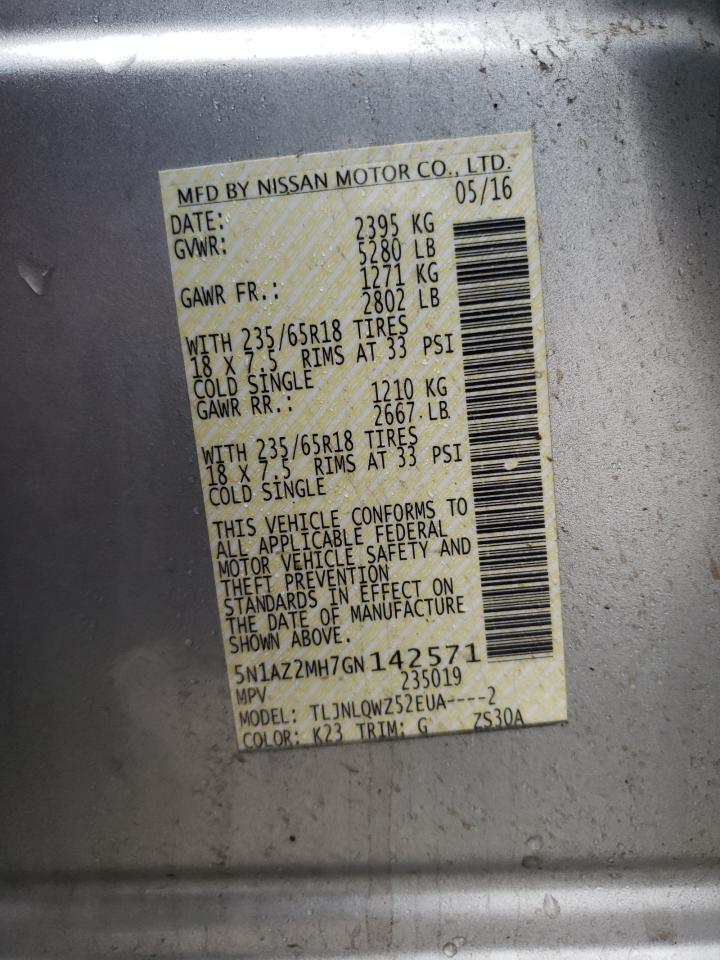 MFD BY NISSAN MOTOR CO., LTD.
DATE: 05/16
GVWR: 2395 KG
5280 LB
GAWR FR.: 1271 KG
2802 LB
WITH 235/65R18 TIRES
18 X 7.5 RIMS AT 33 PSI
COLD SINGLE
GAWR RR.: 1210 KG
2667 LB
WITH 235/65R18 TIRES
18 X 7.5 RIMS AT 33 PSI
COLD SINGLE
THIS VEHICLE CONFORMS TO
ALL APPLICABLE FEDERAL
MOTOR VEHICLE SAFETY AND
THEFT PREVENTION
STANDARDS IN EFFECT ON
THE DATE OF MANUFACTURE
SHOWN ABOVE.
5N1AZ2MH7GN142571
MPV 235019
MODEL: TLJNLQWZ52EUA----2
COLOR: K23 TRIM: G ZS30A